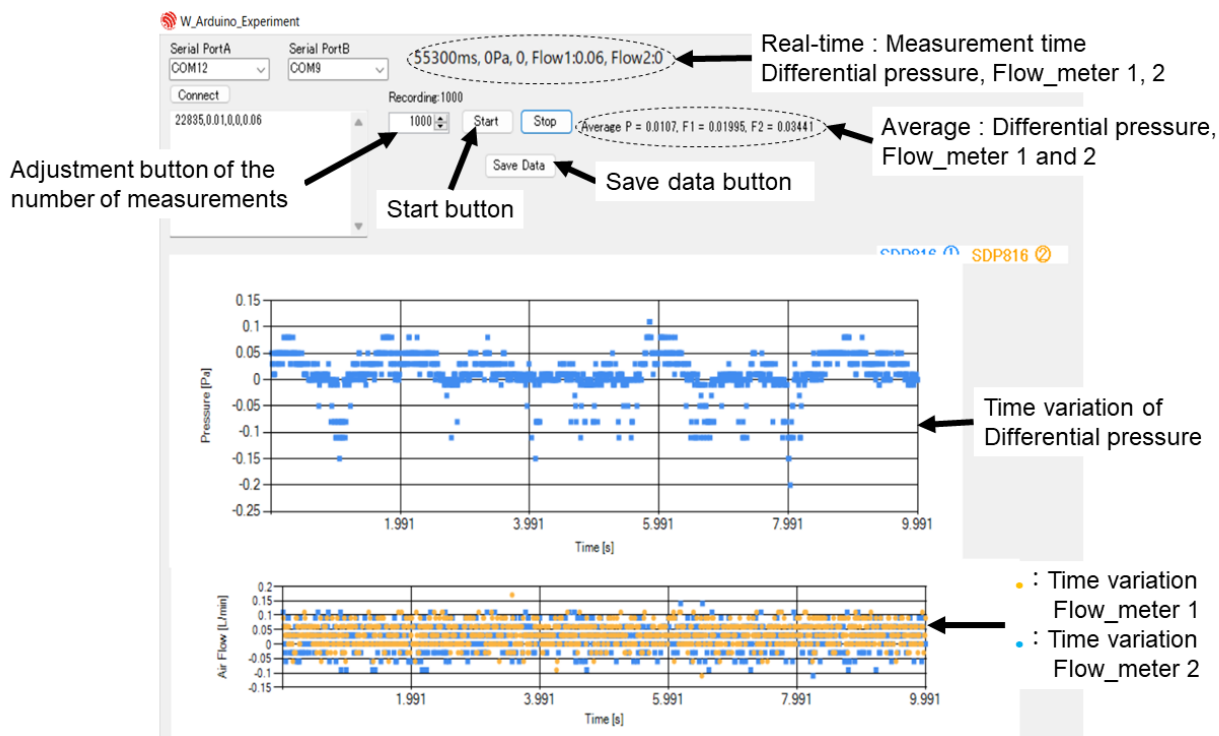 W_Arduino_Experiment
Serial PortA
Serial PortB
COM12
COM9
55300ms, 0Pa, 0, Flow1:0.06, Flow2:0
Real-time : Measurement time
Differential pressure, Flow_meter 1, 2
Connect
Recording:1000
22835,0.01,0,0,0.06
1000
Start
Stop
Average P = 0.0107, F1 = 0.01995, F2 = 0.03441
Average : Differential pressure,
Flow_meter 1 and 2
Adjustment button of the
number of measurements
Save Data
Save data button
Start button
SDP816 ①
SDP816 ②
Pressure [Pa]
0.15
0.1
0.05
0
-0.05
-0.1
-0.15
-0.2
-0.25
1.991
3.991
5.991
7.991
9.991
Time [s]
Time variation of
Differential pressure
Air Flow [L/min]
0.2
0.15
0.1
0.05
0
-0.05
-0.1
-0.15
1.991
3.991
5.991
7.991
9.991
Time [s]
: Time variation
Flow_meter 1
: Time variation
Flow_meter 2